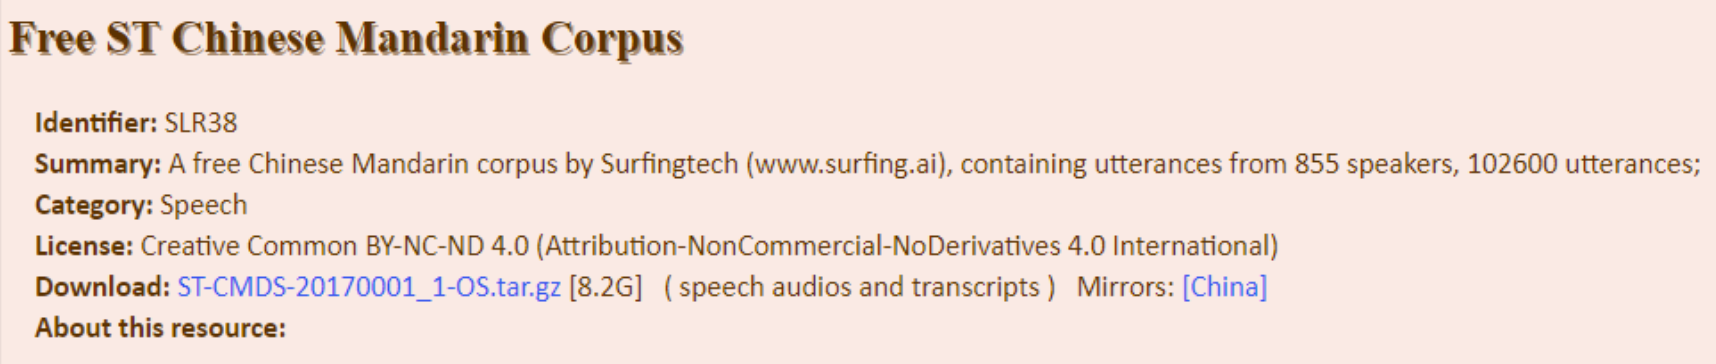 Free ST Chinese Mandarin Corpus
Identifier: SLR38
Summary: A free Chinese Mandarin corpus by Surfingtech (www.surfing.ai), containing utterances from 855 speakers, 102600 utterances;
Category: Speech
License: Creative Common BY-NC-ND 4.0 (Attribution-NonCommercial-NoDerivatives 4.0 International)
Download: ST-CMDS-20170001_1-OS.tar.gz [8.2G] ( speech audios and transcripts ) Mirrors: [China]
About this resource: